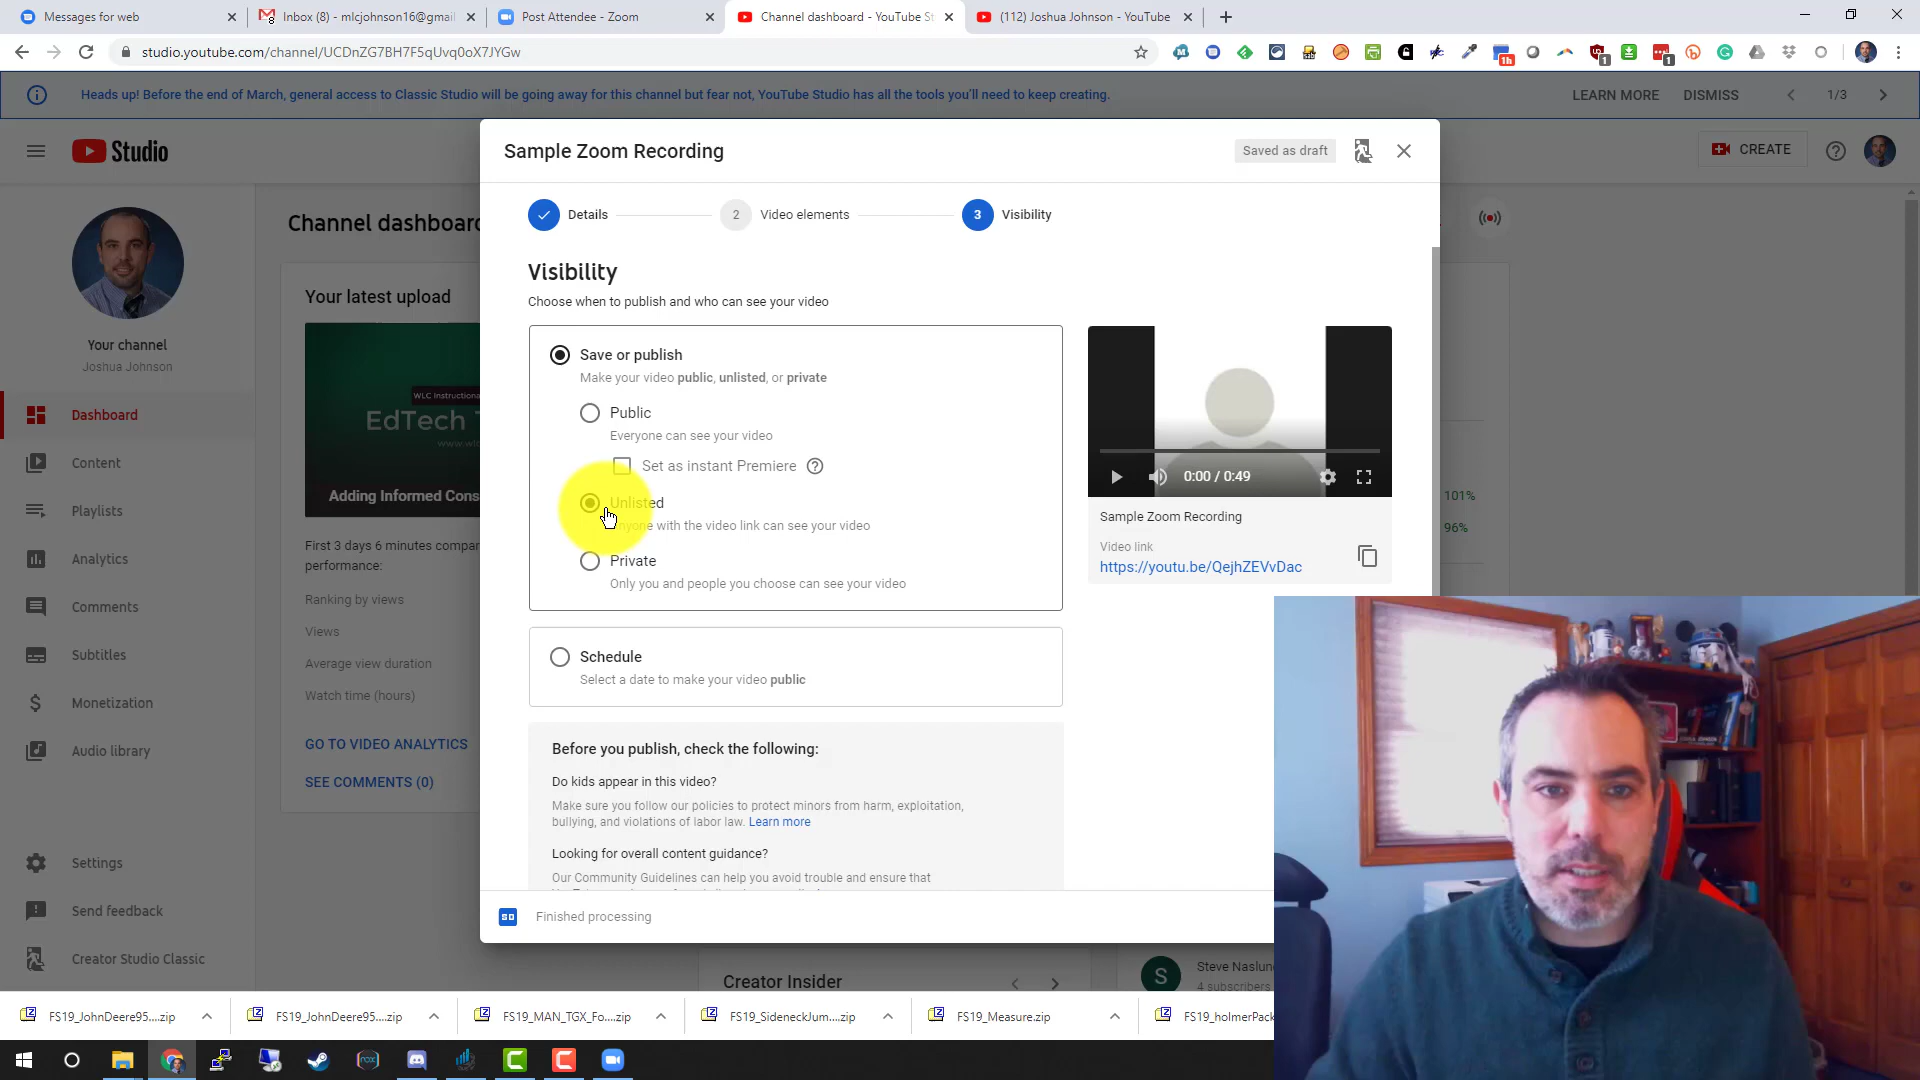 Messages for web
Inbox (8) - mlcjohnson16@gmail
Post Attendee - Zoom
Channel dashboard - YouTube St
(112) Joshua Johnson - YouTube
studio.youtube.com/channel/UCDnZG7BH7F5qUvq0oX7JYGw
Heads up! Before the end of March, general access to Classic Studio will be going away for this channel but fear not, YouTube Studio has all the tools you'll need to keep creating.
LEARN MORE
DISMISS
1/3
Studio
CREATE
Channel dashboard
Your channel
Joshua Johnson
Dashboard
Content
Playlists
Analytics
Comments
Subtitles
Monetization
Audio library
Settings
Send feedback
Creator Studio Classic
Your latest upload
WLC Instructional
EdTech T
Adding Informed Cons
First 3 days 6 minutes compa
performance:
Ranking by views
Views
Average view duration
Watch time (hours)
GO TO VIDEO ANALYTICS
SEE COMMENTS (0)
Sample Zoom Recording
Saved as draft
Details
2
Video elements
3
Visibility
Visibility
Choose when to publish and who can see your video
Save or publish
Make your video public, unlisted, or private
Public
Everyone can see your video
Set as instant Premiere
Unlisted
Anyone with the video link can see your video
Private
Only you and people you choose can see your video
Schedule
Select a date to make your video public
Before you publish, check the following:
Do kids appear in this video?
Make sure you follow our policies to protect minors from harm, exploitation,
bullying, and violations of labor law. Learn more
Looking for overall content guidance?
Our Community Guidelines can help you avoid trouble and ensure that
0:00 / 0:49
Sample Zoom Recording
Video link
https://youtu.be/QejhZEVvDac
101%
96%
SD
Finished processing
Creator Insider
S
Steve Naslun
4 subscribers
FS19_JohnDeere95....zip
FS19_JohnDeere95....zip
FS19_MAN_TGX_Fo....zip
FS19_SideneckJum....zip
FS19_Measure.zip
FS19_holmerPack